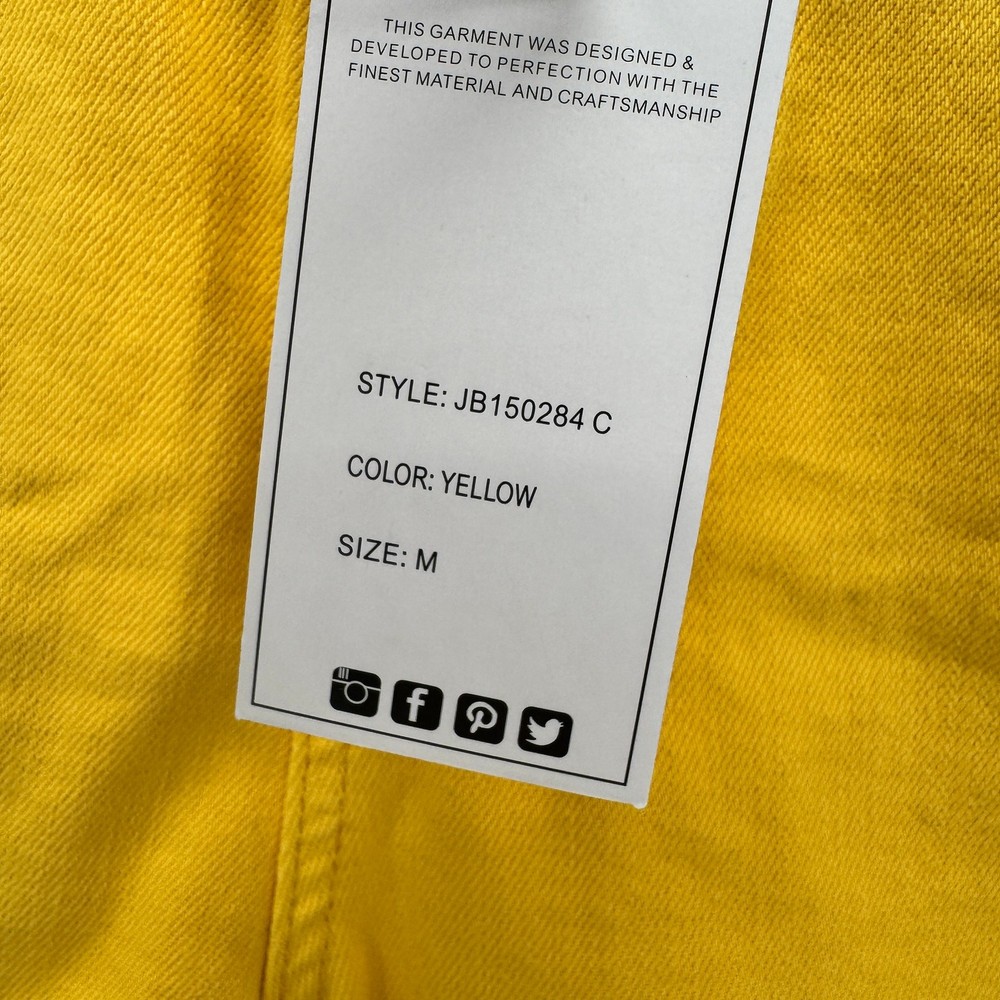 THIS GARMENT WAS DESIGNED &
DEVELOPED TO PERFECTION WITH THE
FINEST MATERIAL AND CRAFTSMANSHIP
STYLE: JB150284 C
COLOR: YELLOW
SIZE: M